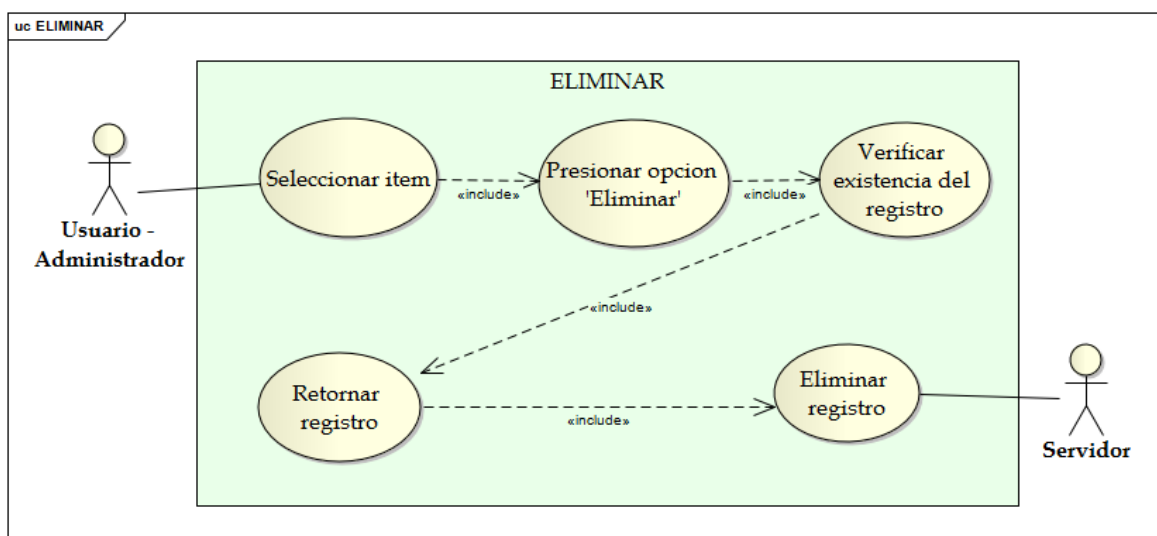 uc ELIMINAR
ELIMINAR
Usuario -
Administrador
Seleccionar item
«include»
Presionar opcion
'Eliminar'
«include»
Verificar
existencia del
registro
«include»
Retornar
registro
«include»
Eliminar
registro
Servidor